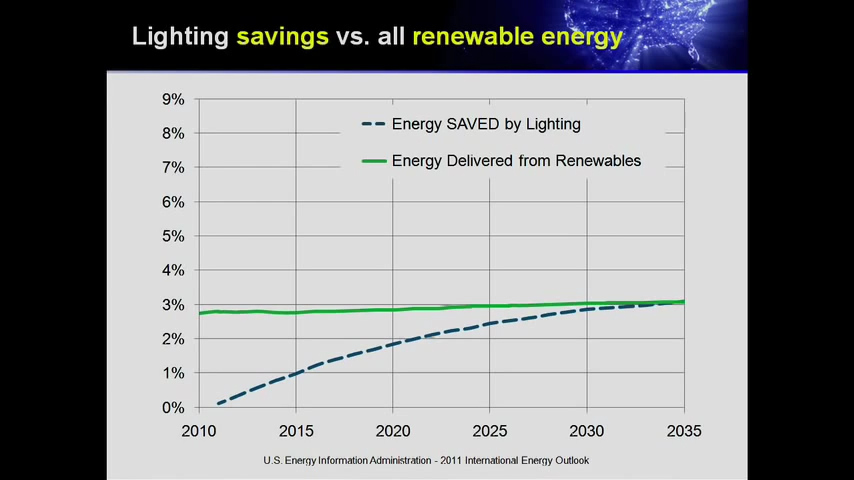 Lighting savings vs. all renewable energy
9%
8%
7%
6%
5%
4%
3%
2%
1%
0%
Energy SAVED by Lighting
Energy Delivered from Renewables
2010 2015 2020 2025 2030 2035
U.S. Energy Information Administration - 2011 International Energy Outlook